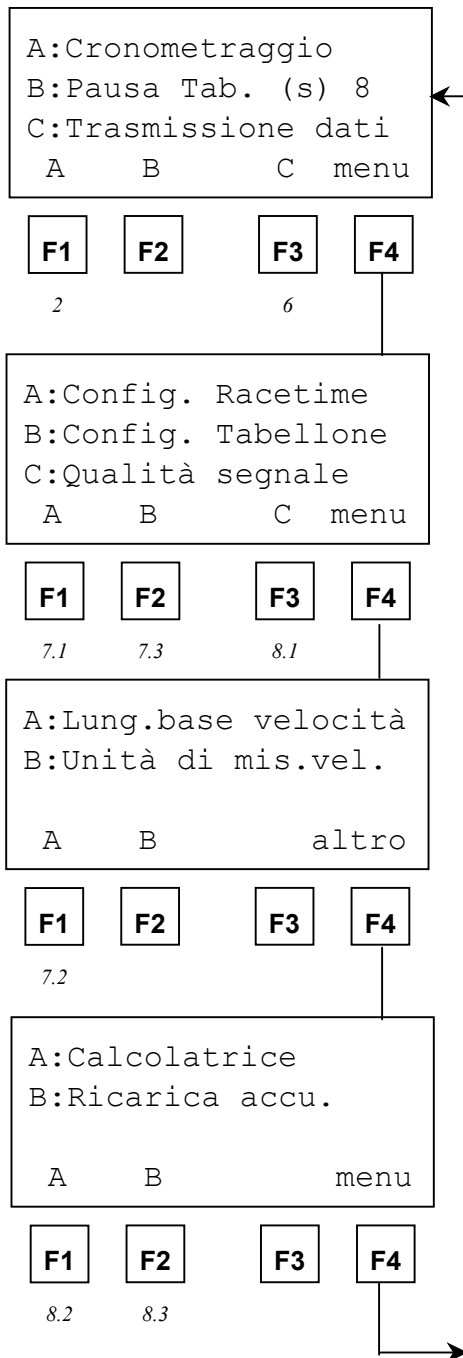 A:Cronometraggio
B:Pausa Tab. (s) 8
C:Trasmissione dati
A B C menu
F1 F2 F3 F4
2 6
A:Config. Racetime
B:Config. Tabellone
C:Qualità segnale
A B C menu
F1 F2 F3 F4
7.1 7.3 8.1
A:Lung.base velocità
B:Unità di mis.vel.
A B altro
F1 F2 F3 F4
7.2
A:Calcolatrice
B:Ricarica accu.
A B menu
F1 F2 F3 F4
8.2 8.3